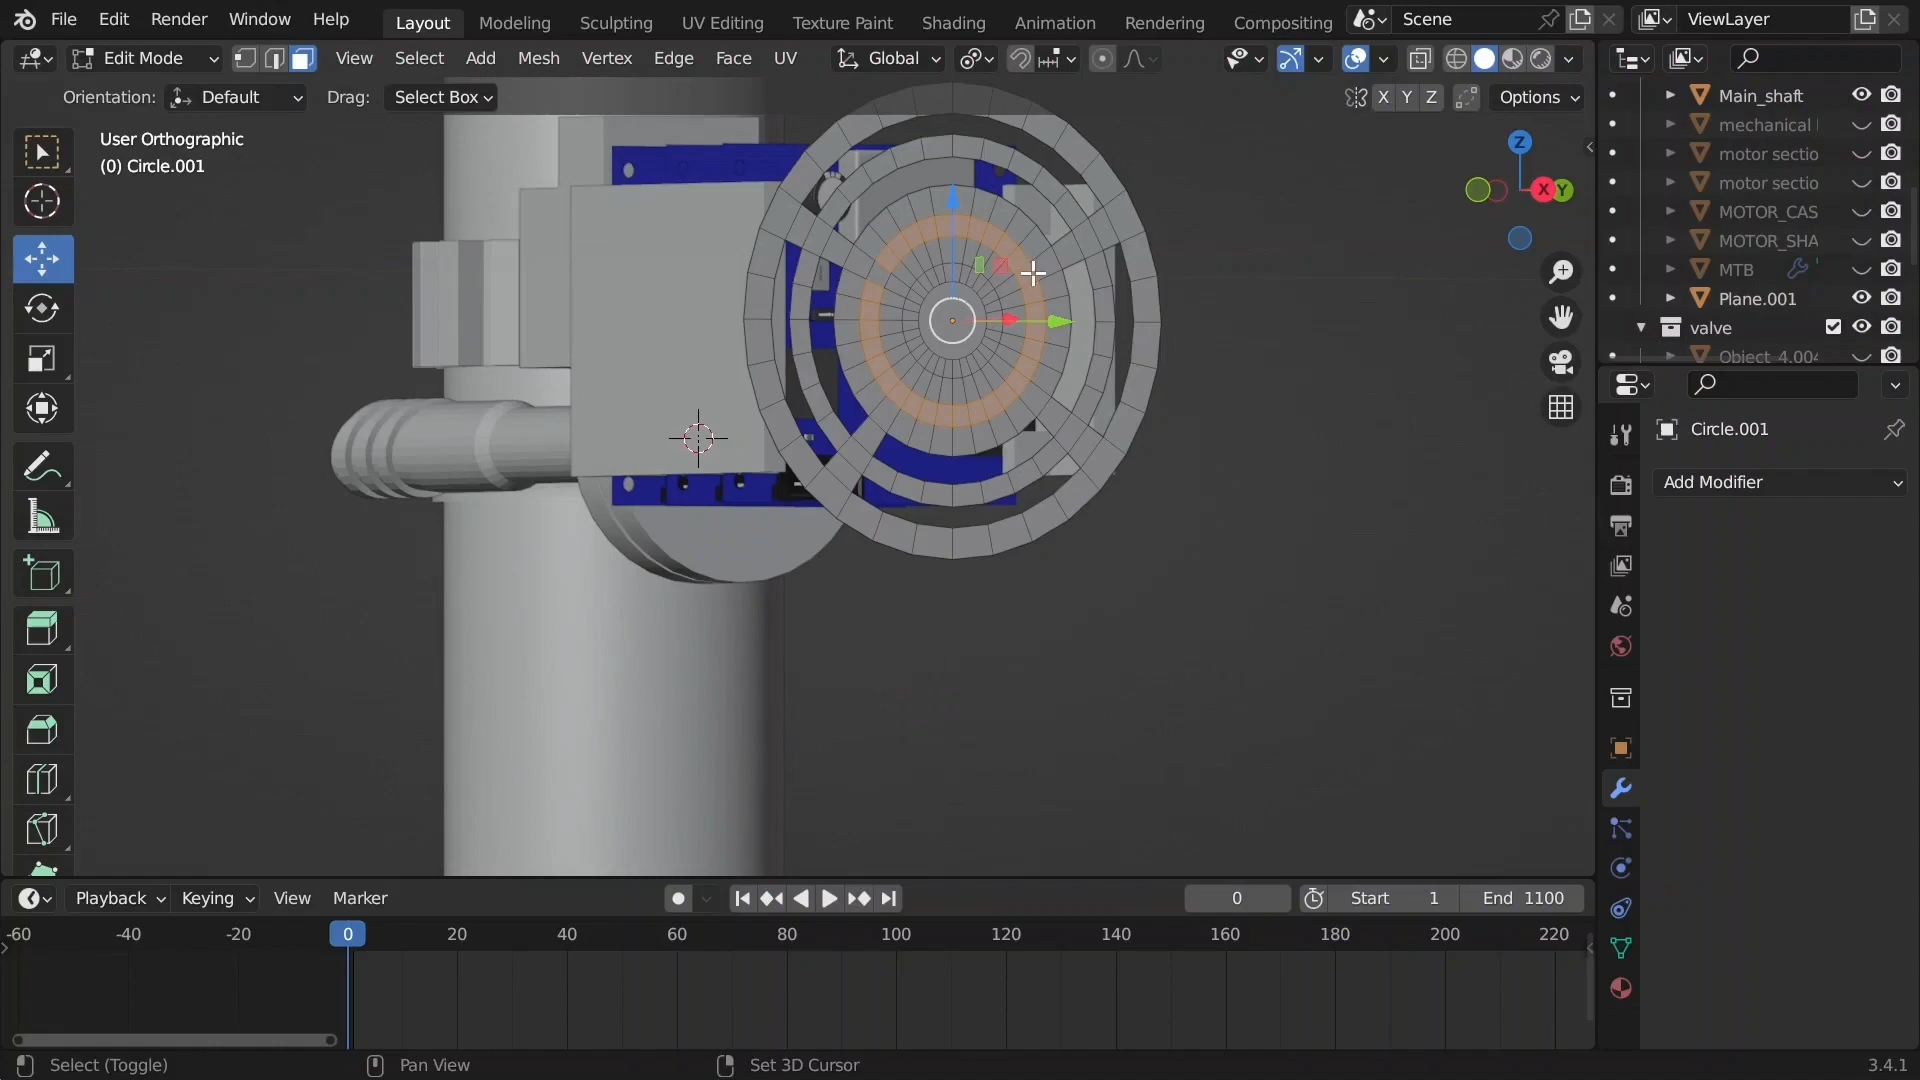 File Edit Render Window Help Layout Modeling Sculpting UV Editing Texture Paint Shading Animation Rendering Compositing Scene ViewLayer
Edit Mode View Select Add Mesh Vertex Edge Face UV Global
Orientation: Default Drag: Select Box X Y Z Options
User Orthographic
(0) Circle.001
Z
X Y
Main_shaft
mechanical
motor sectio
motor sectio
MOTOR_CAS
MOTOR_SHA
MTB
Plane.001
valve
Object_4.004
Circle.001
Add Modifier
Playback Keying View Marker 0 Start 1 End 1100
-60 -40 -20 0 20 40 60 80 100 120 140 160 180 200 220
Select (Toggle) Pan View Set 3D Cursor 3.4.1